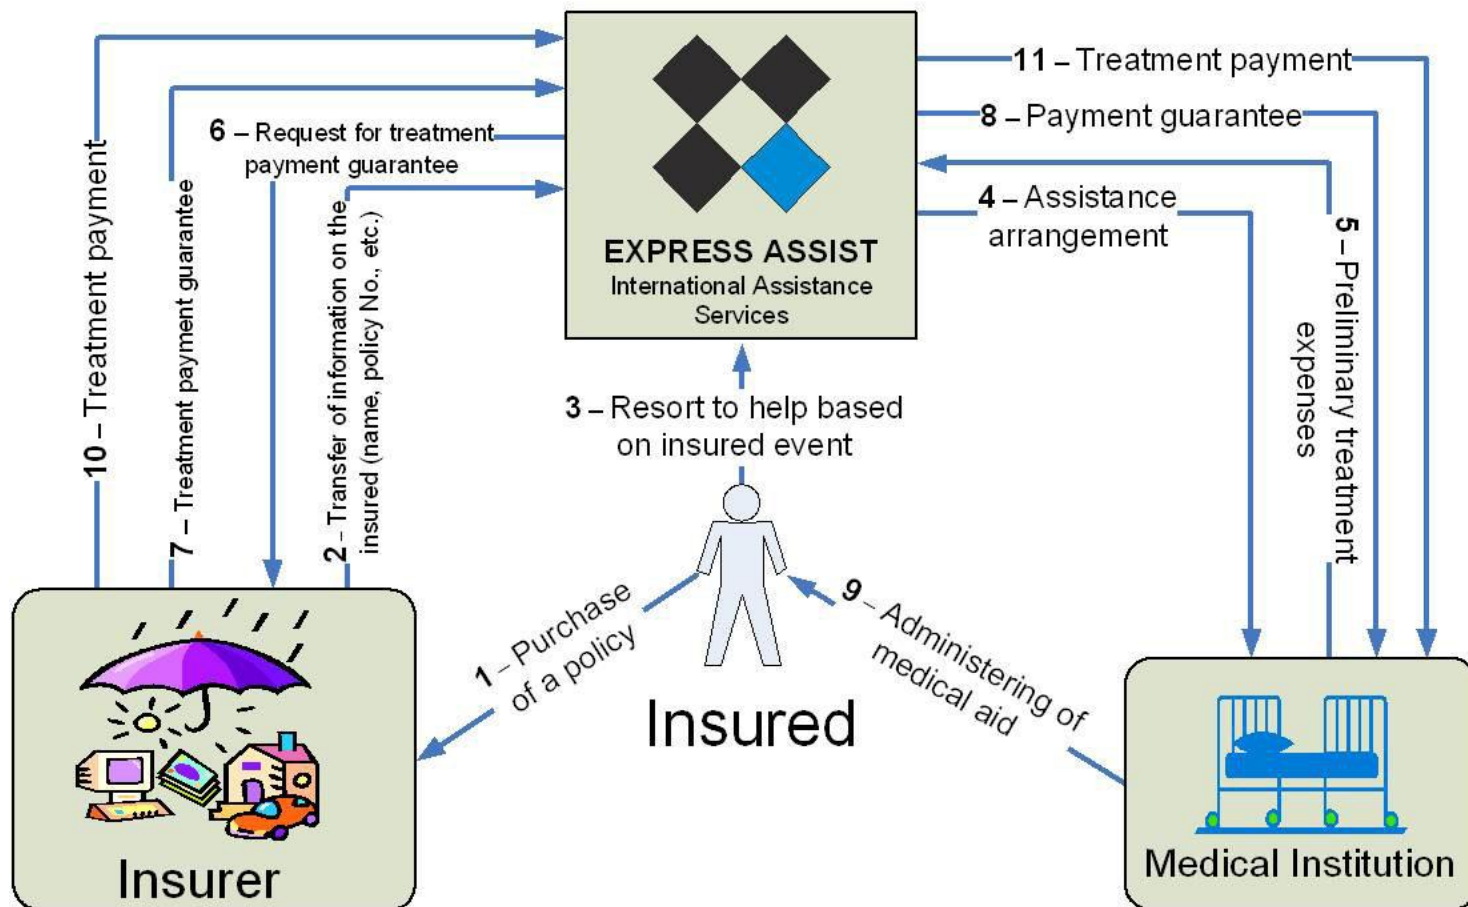 10 – Treatment payment
7 – Treatment payment guarantee
6 – Request for treatment
payment guarantee
2 – Transfer of information on the
insured (name, policy No., etc.)
EXPRESS ASSIST
International Assistance
Services
11 – Treatment payment
8 – Payment guarantee
4 – Assistance
arrangement
5 – Preliminary treatment
expenses
3 – Resort to help based
on insured event
1 – Purchase
of a policy
9 – Administering of
medical aid
Insured
Insurer
Medical Institution